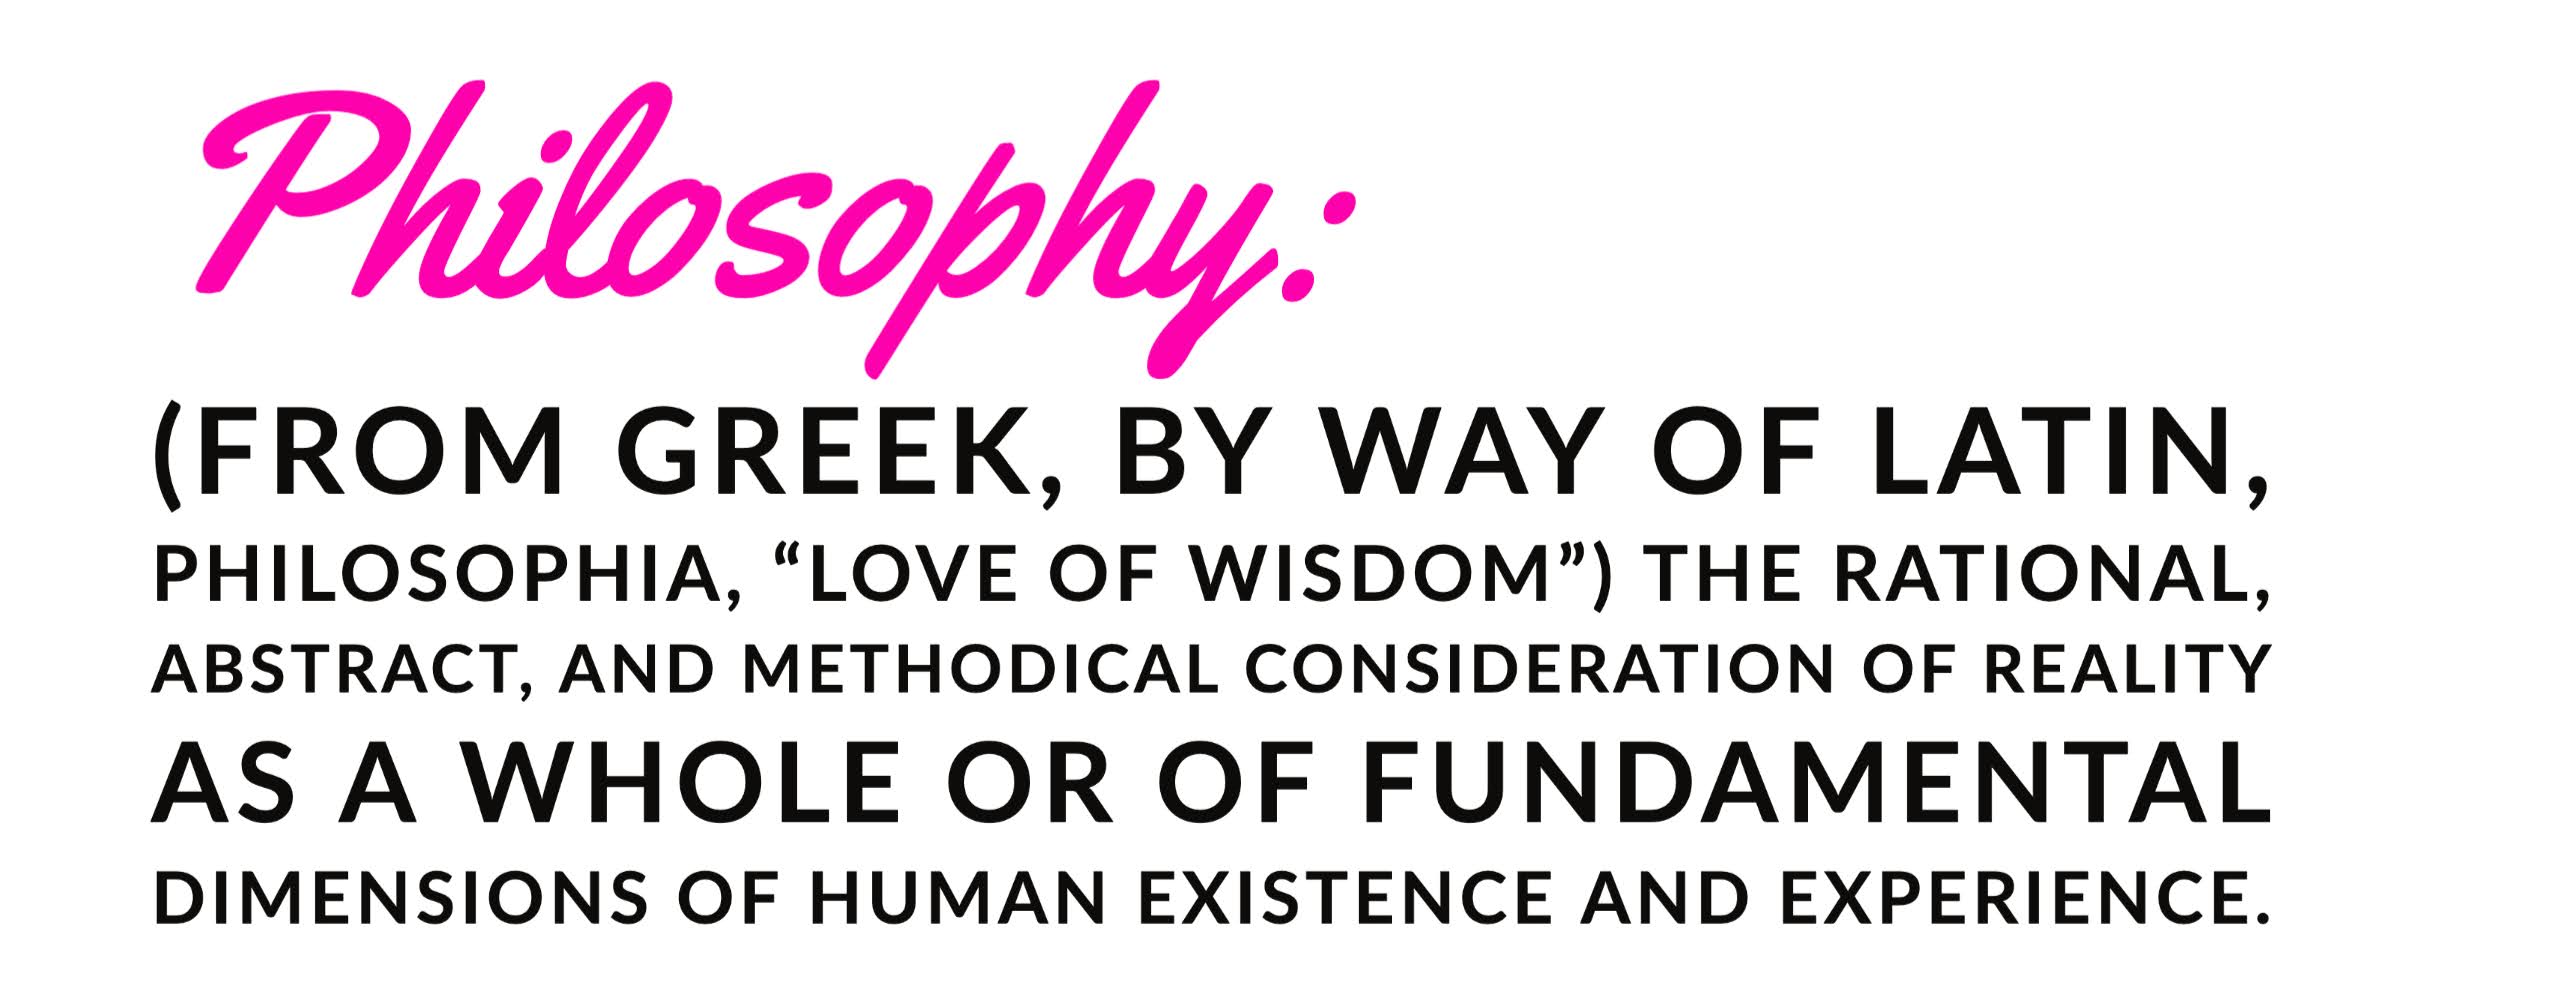 Philosophy:
(FROM GREEK, BY WAY OF LATIN,
PHILOSOPHIA, “LOVE OF WISDOM”) THE RATIONAL,
ABSTRACT, AND METHODICAL CONSIDERATION OF REALITY
AS A WHOLE OR OF FUNDAMENTAL
DIMENSIONS OF HUMAN EXISTENCE AND EXPERIENCE.